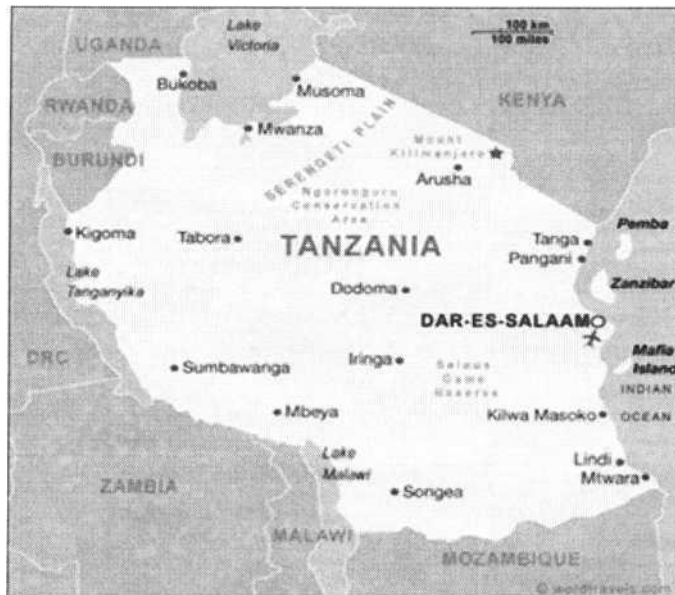 UGANDA
Lake
Victoria
100 km
100 miles
Bukoba
Musoma
KENYA
RWANDA
Mwanza
SERENGETI PLAIN
Mount
Kilimanjaro
BURUNDI
Arusha
Ngorongoro
Conservation
Area
Kigoma
Tabora
TANZANIA
Tanga
Pemba
Pangani
Lake
Tanganyika
Dodoma
Zanzibar
DAR-ES-SALAAM
DRC
Sumbawanga
Iringa
Selous
Game
Reserve
Mafia
Island
INDIAN
OCEAN
Mbeya
Kilwa Masoko
Lake
Malawi
Lindi
Mtwara
ZAMBIA
Songea
MALAWI
MOZAMBIQUE
© wordtravels.com